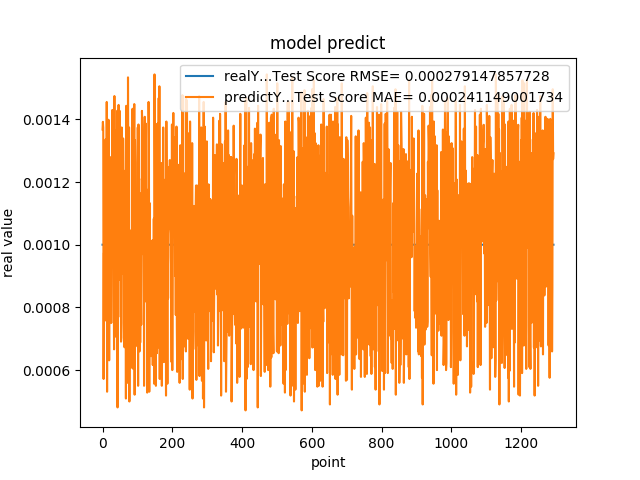 model predict
realY...Test Score RMSE= 0.000279147857728
predictY...Test Score MAE= 0.000241149001734
0.0014
0.0012
0.0010
0.0008
0.0006
real value
0 200 400 600 800 1000 1200
point